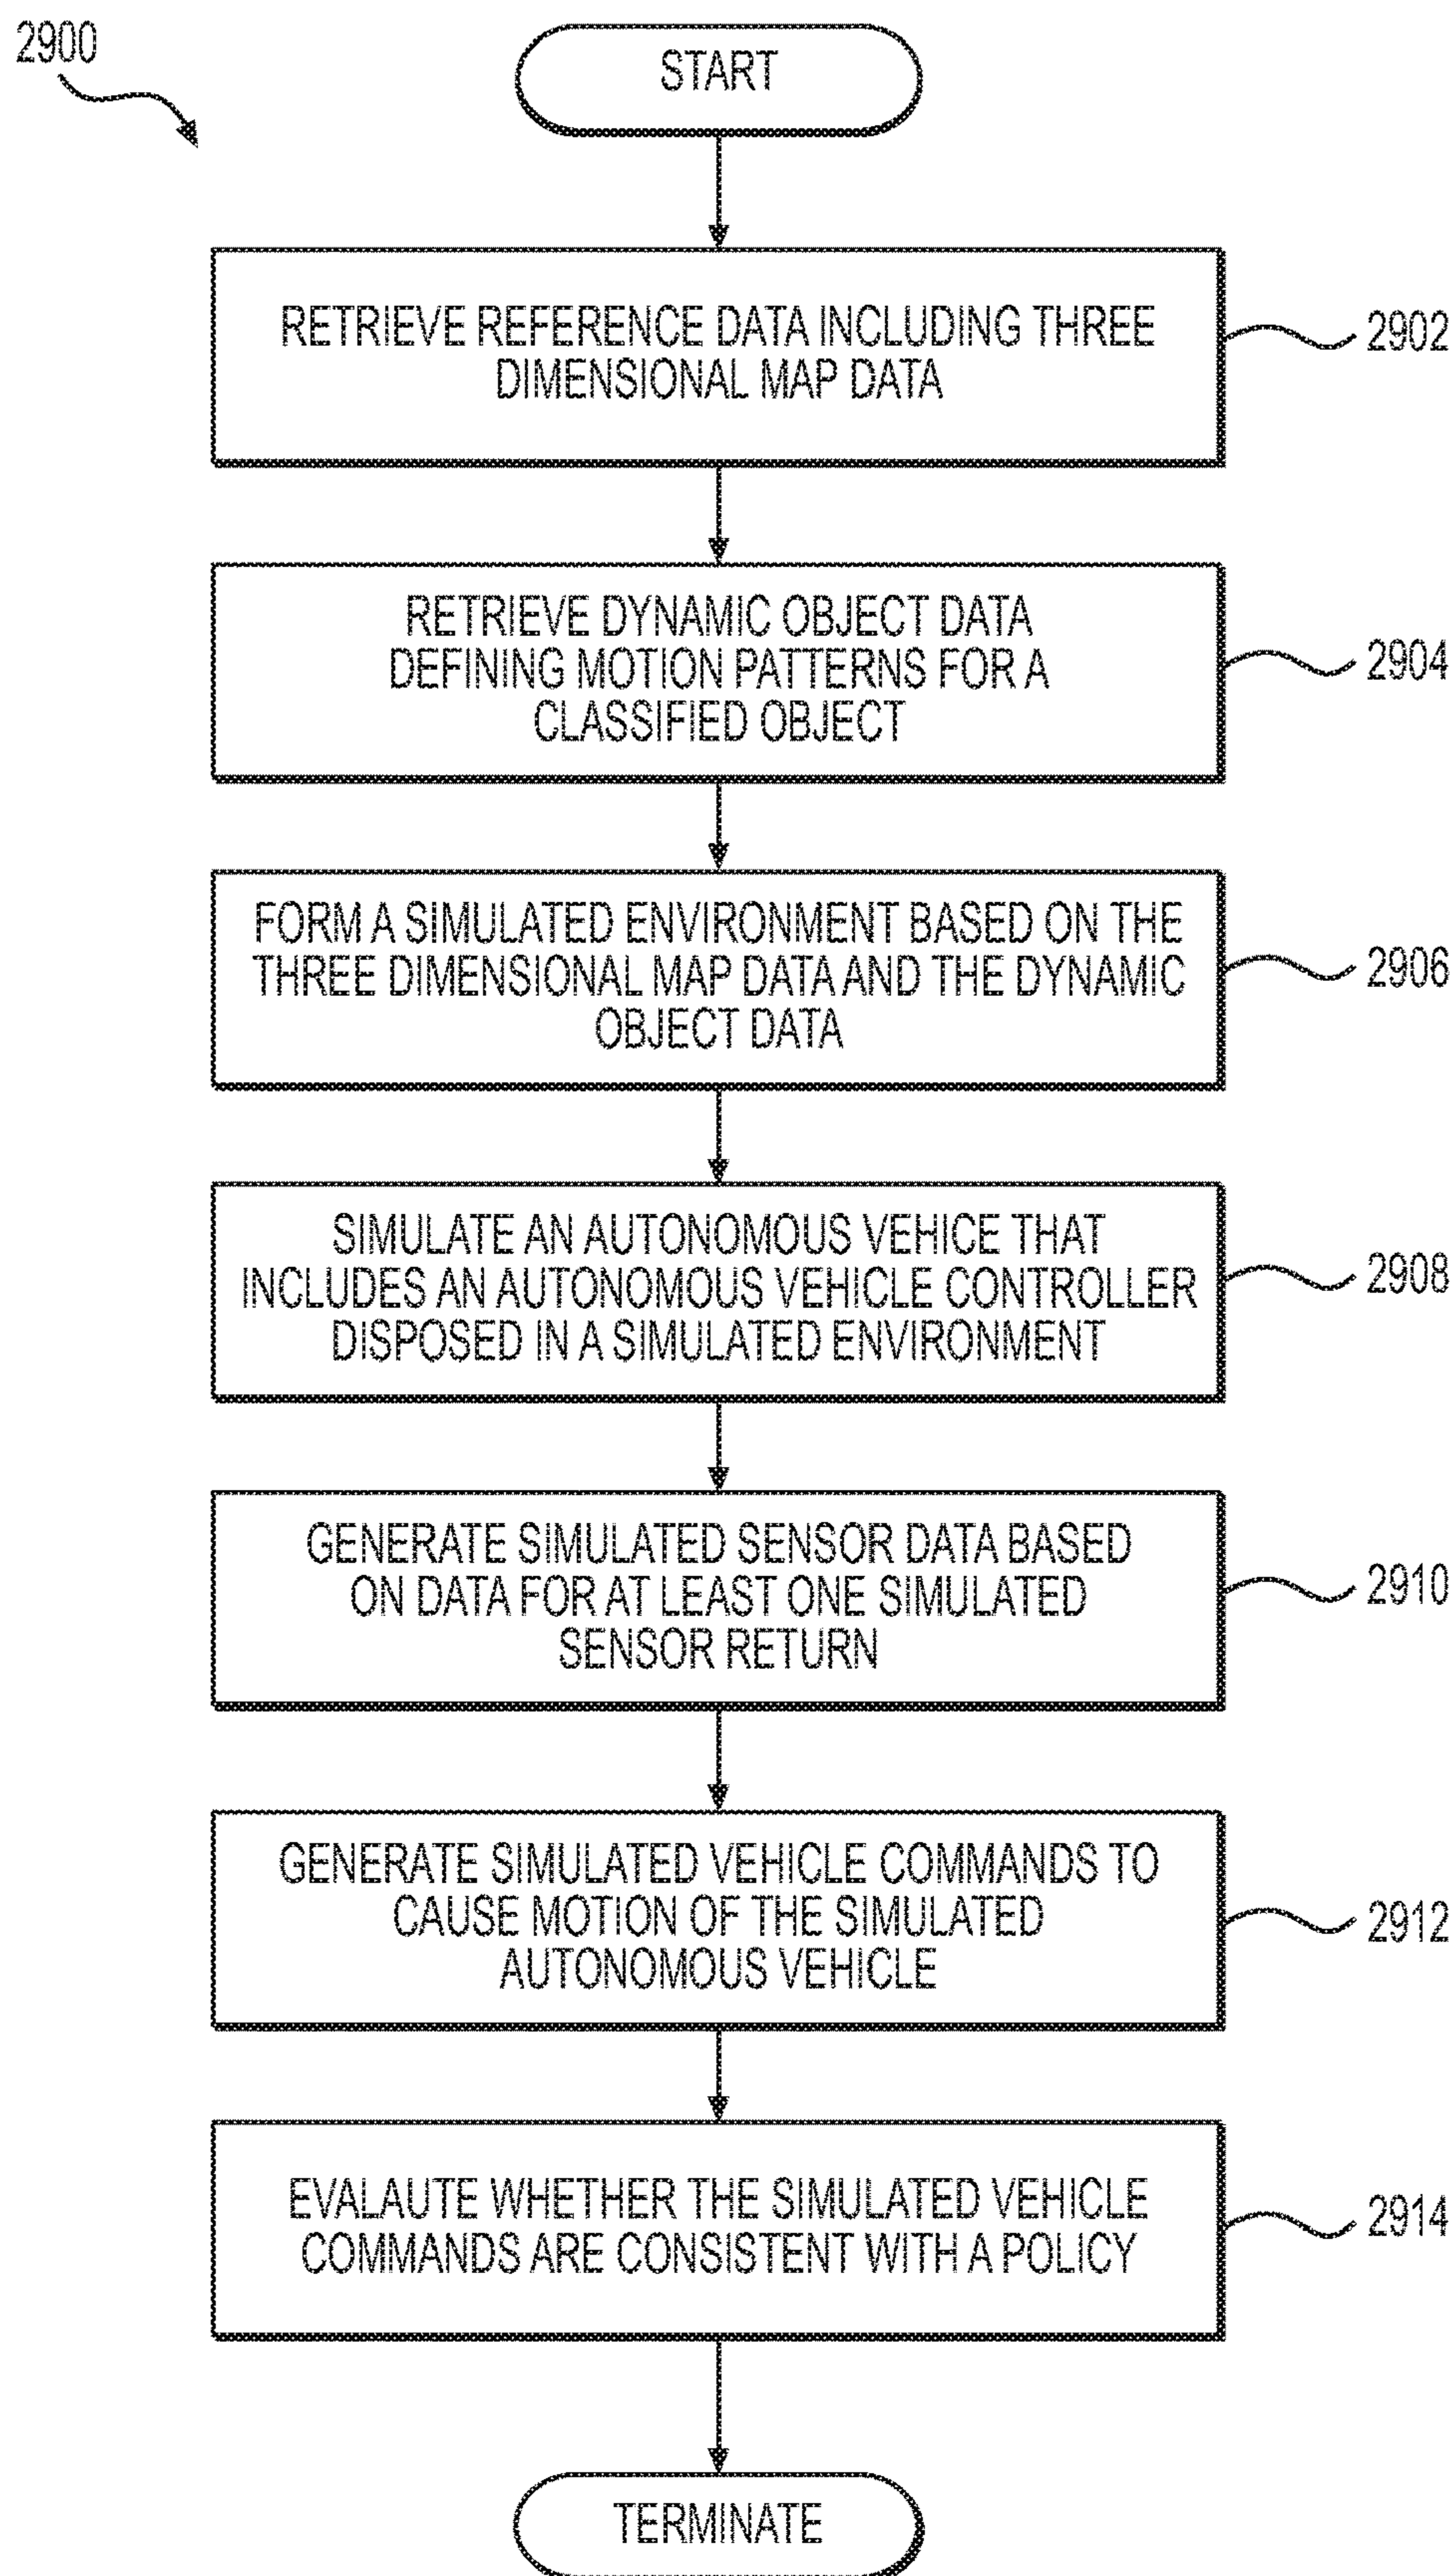 2900
START
RETRIEVE REFERENCE DATA INCLUDING THREE
DIMENSIONAL MAP DATA
2902
RETRIEVE DYNAMIC OBJECT DATA
DEFINING MOTION PATTERNS FOR A
CLASSIFIED OBJECT
2904
FORM A SIMULATED ENVIRONMENT BASED ON THE
THREE DIMENSIONAL MAP DATA AND THE DYNAMIC
OBJECT DATA
2906
SIMULATE AN AUTONOMOUS VEHICE THAT
INCLUDES AN AUTONOMOUS VEHICLE CONTROLLER
DISPOSED IN A SIMULATED ENVIRONMENT
2908
GENERATE SIMULATED SENSOR DATA BASED
ON DATA FOR AT LEAST ONE SIMULATED
SENSOR RETURN
2910
GENERATE SIMULATED VEHICLE COMMANDS TO
CAUSE MOTION OF THE SIMULATED
AUTONOMOUS VEHICLE
2912
EVALAUTE WHETHER THE SIMULATED VEHICLE
COMMANDS ARE CONSISTENT WITH A POLICY
2914
TERMINATE